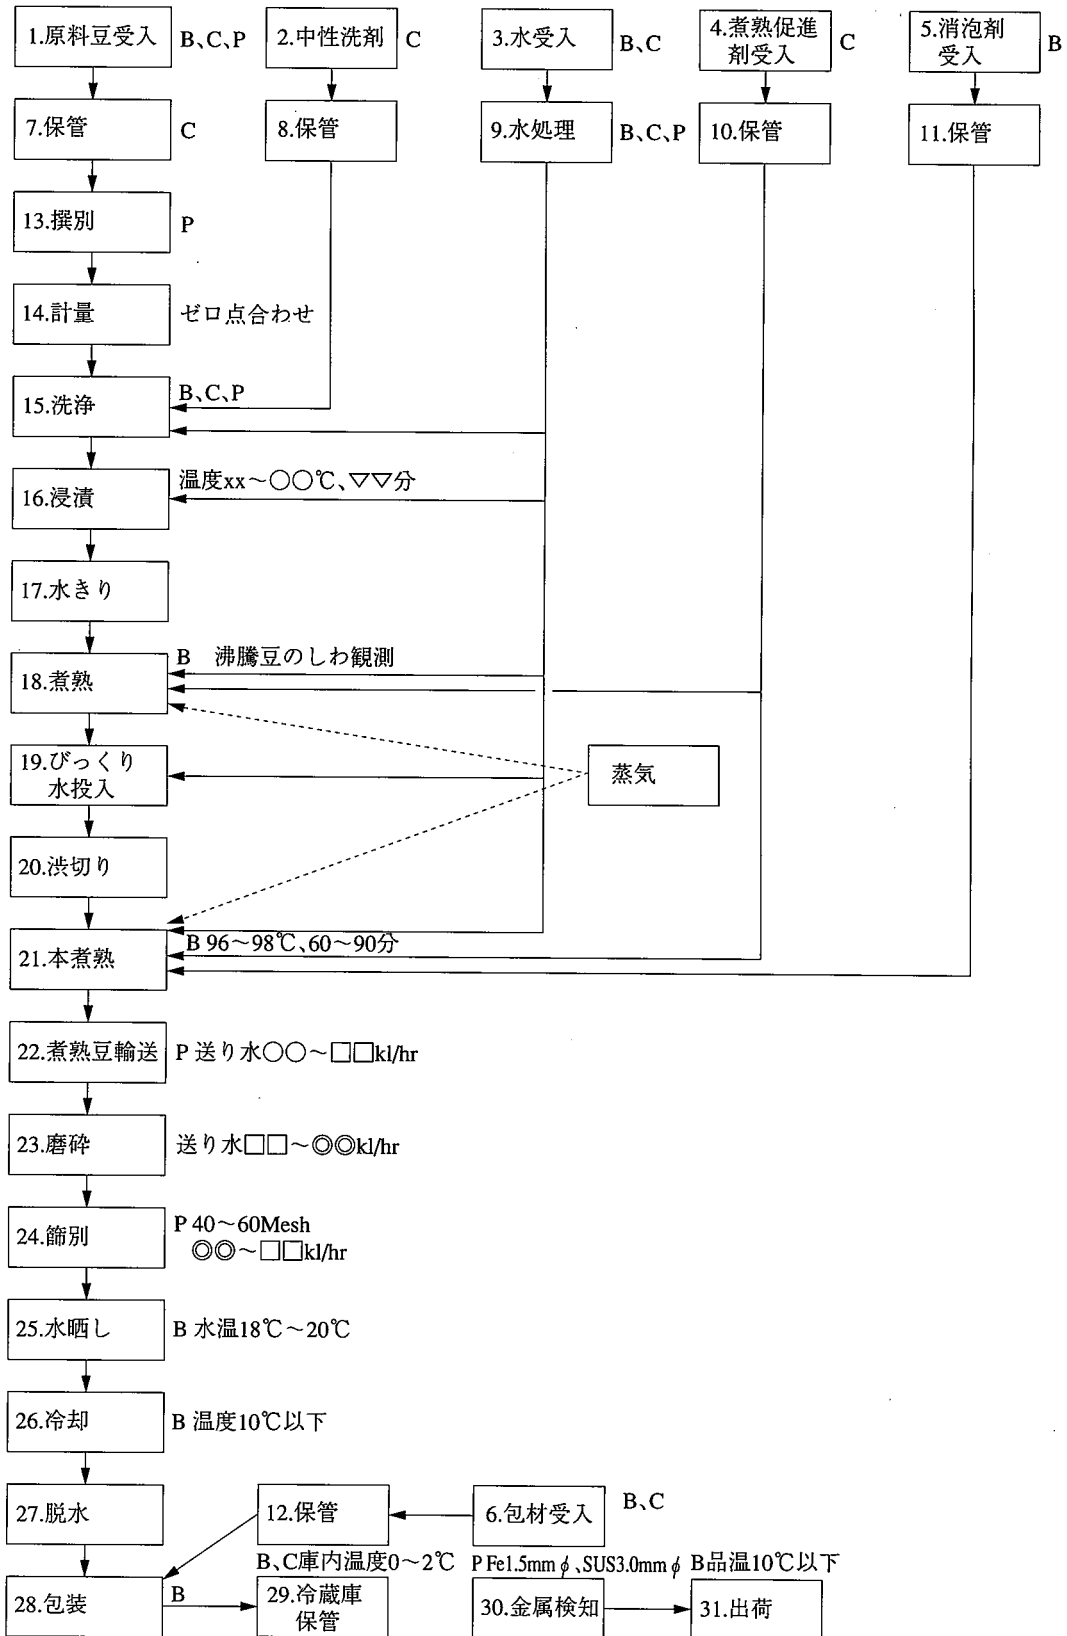 1.原料豆受入
B、C、P
2.中性洗剤
C
3.水受入
B、C
4.煮熟促進
剤受入
C
5.消泡剤
受入
B
7.保管
C
8.保管
9.水処理
B、C、P
10.保管
11.保管
13.撰別
P
14.計量
ゼロ点合わせ
15.洗浄
B、C、P
16.浸漬
温度xx～○○℃、▽▽分
17.水きり
18.煮熟
B 沸騰豆のしわ観測
19.びっくり
水投入
蒸気
20.渋切り
21.本煮熟
B 96～98℃、60～90分
22.煮熟豆輸送
P 送り水○○～□□kl/hr
23.磨砕
送り水□□～◎◎kl/hr
24.篩別
P 40～60Mesh
◎◎～□□kl/hr
25.水晒し
B 水温18℃～20℃
26.冷却
B 温度10℃以下
27.脱水
12.保管
6.包材受入
B、C
28.包装
B
B、C庫内温度0～2℃
29.冷蔵庫
保管
P Fe1.5mmφ、SUS3.0mmφ
30.金属検知
B品温10℃以下
31.出荷